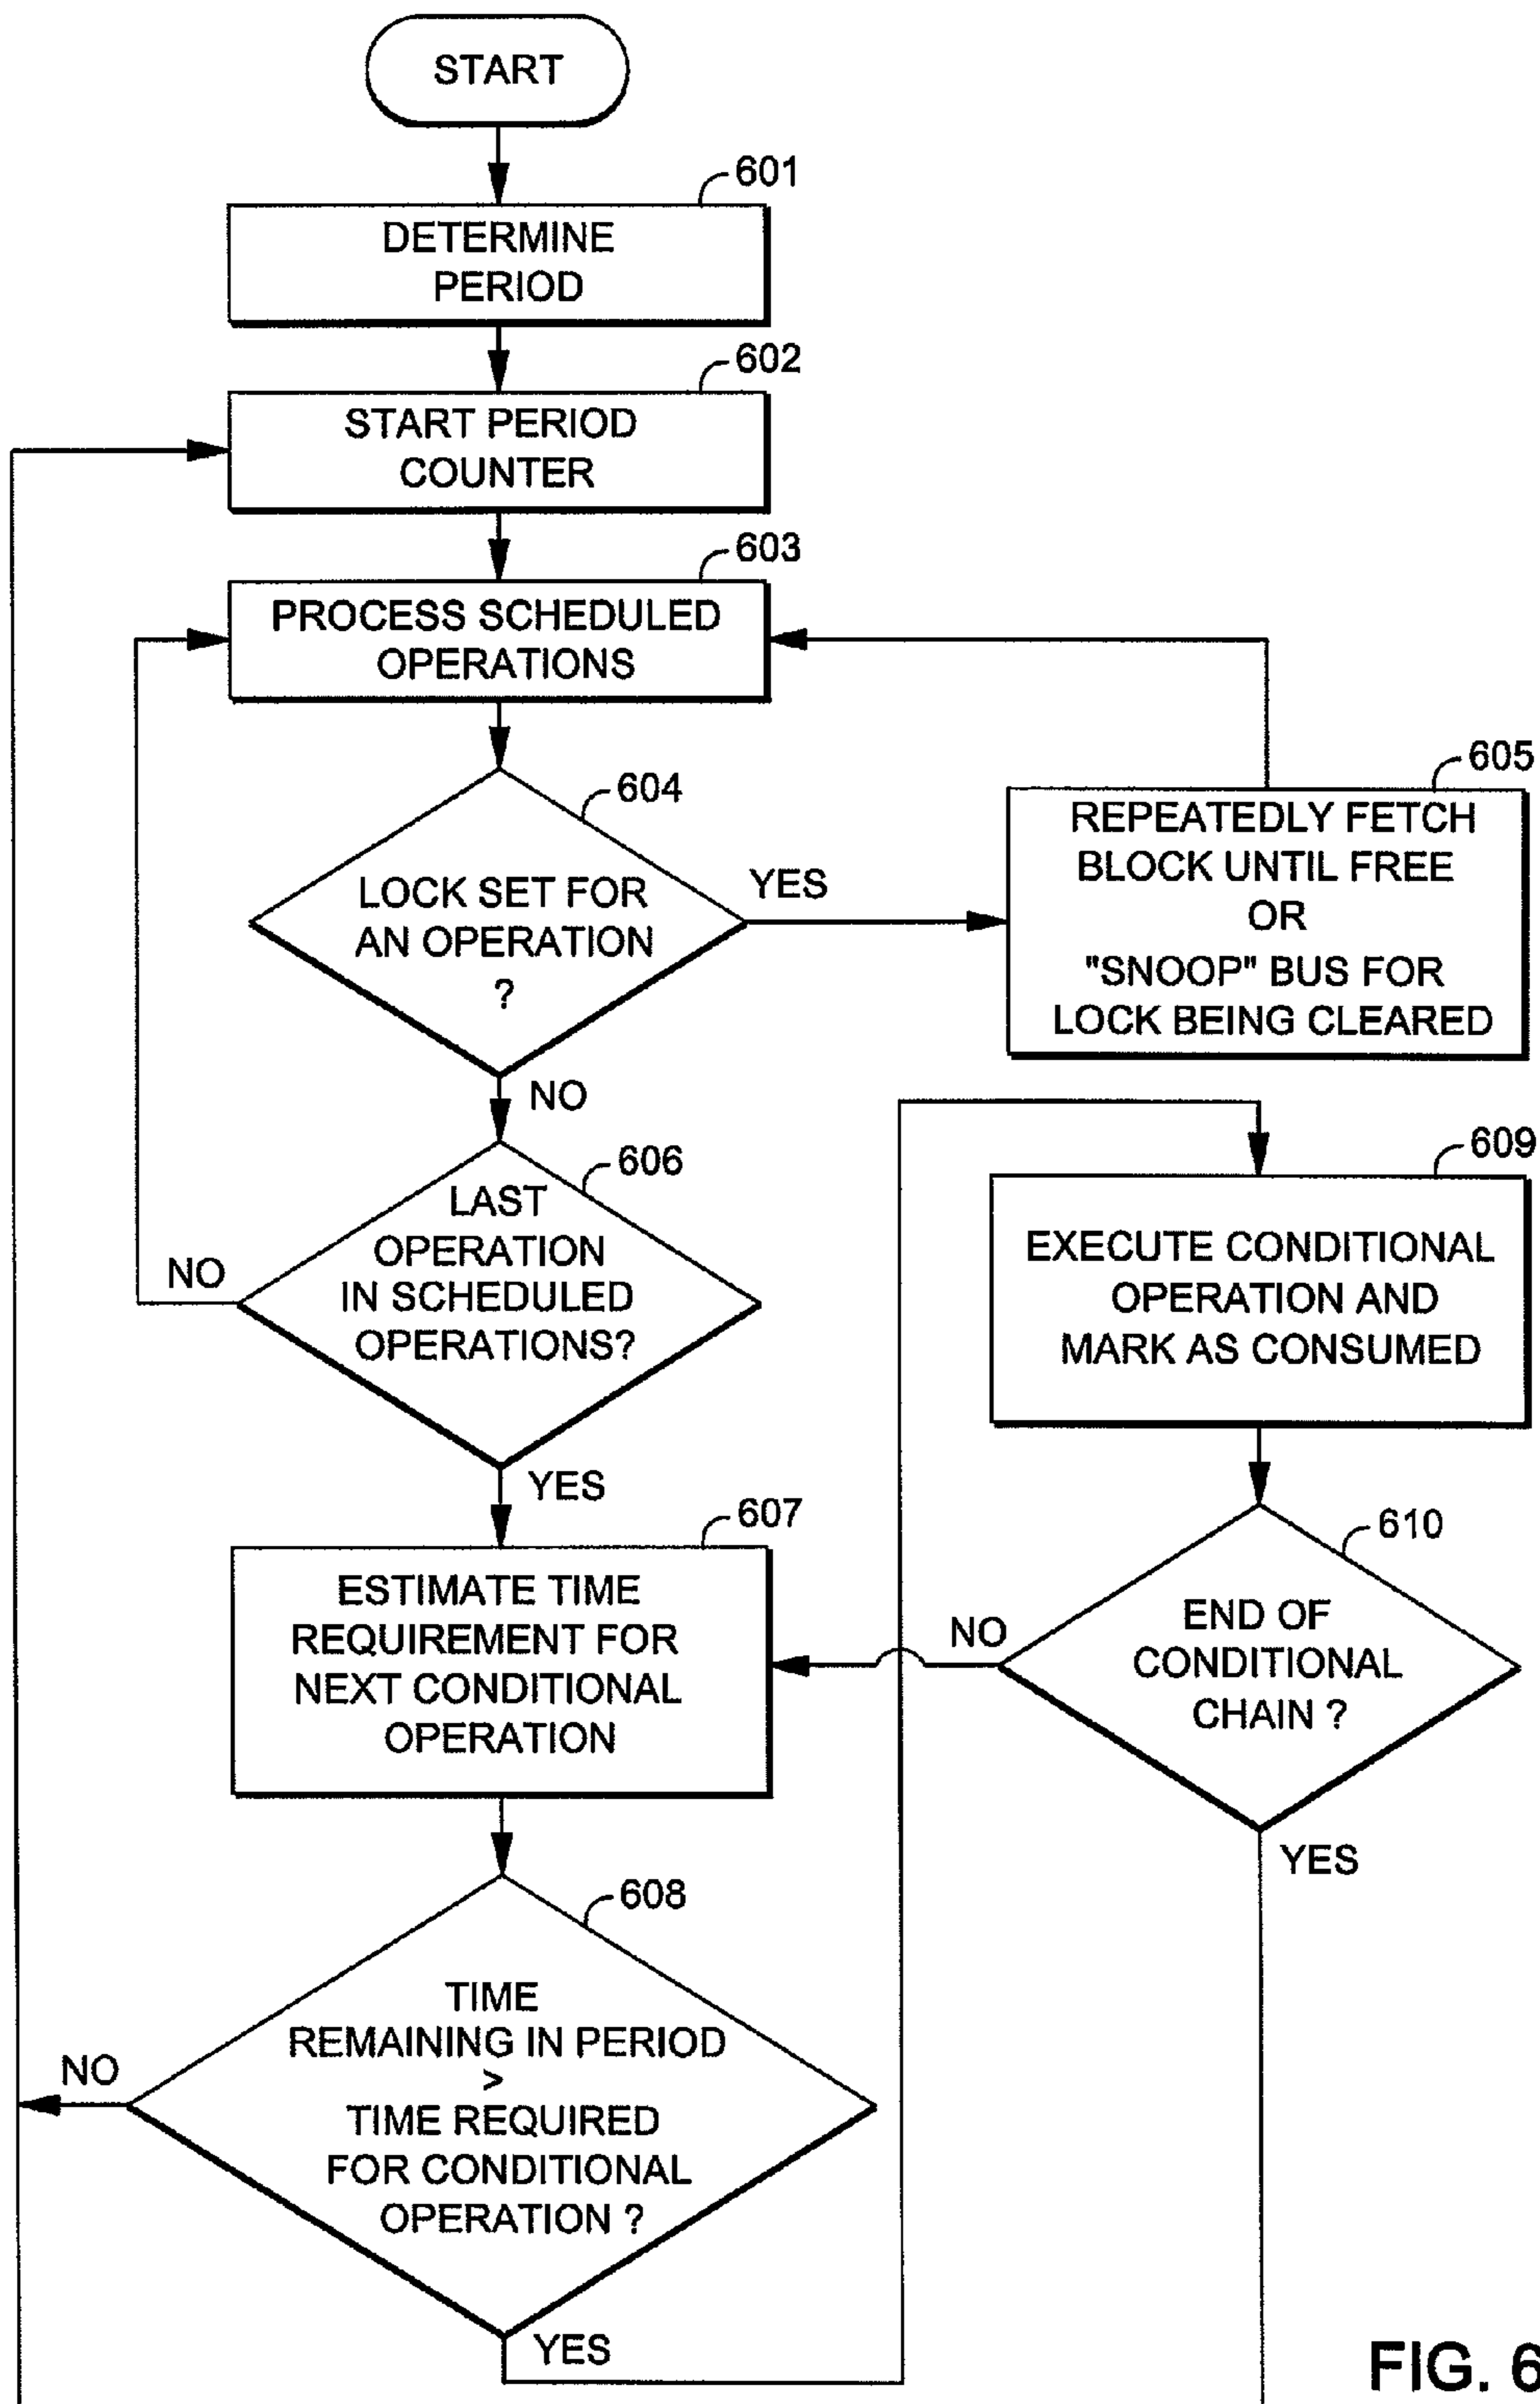 START
601
DETERMINE
PERIOD
602
START PERIOD
COUNTER
603
PROCESS SCHEDULED
OPERATIONS
604
LOCK SET FOR
AN OPERATION
?
YES
605
REPEATEDLY FETCH
BLOCK UNTIL FREE
OR
"SNOOP" BUS FOR
LOCK BEING CLEARED
NO
606
LAST
OPERATION
IN SCHEDULED
OPERATIONS?
NO
YES
607
ESTIMATE TIME
REQUIREMENT FOR
NEXT CONDITIONAL
OPERATION
608
TIME
REMAINING IN PERIOD
>
TIME REQUIRED
FOR CONDITIONAL
OPERATION ?
NO
YES
609
EXECUTE CONDITIONAL
OPERATION AND
MARK AS CONSUMED
610
END OF
CONDITIONAL
CHAIN ?
NO
YES
FIG. 6